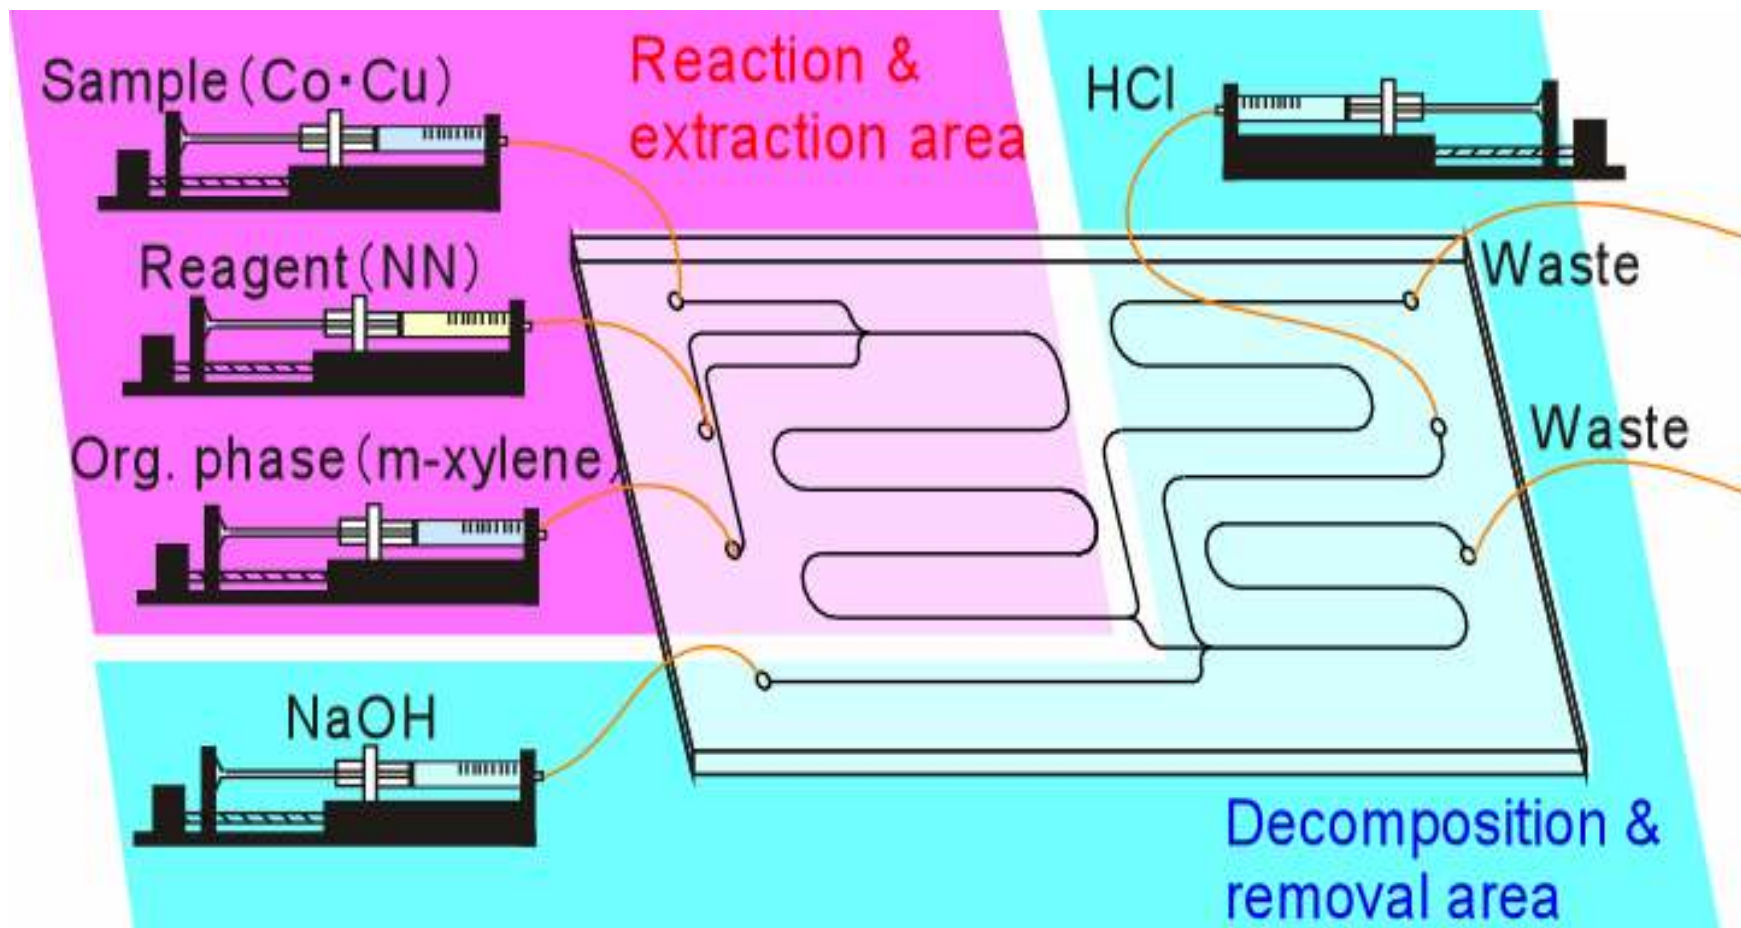 Sample(Co・Cu)
Reaction &
extraction area
HCl
Reagent(NN)
Waste
Org. phase(m-xylene)
Waste
NaOH
Decomposition &
removal area